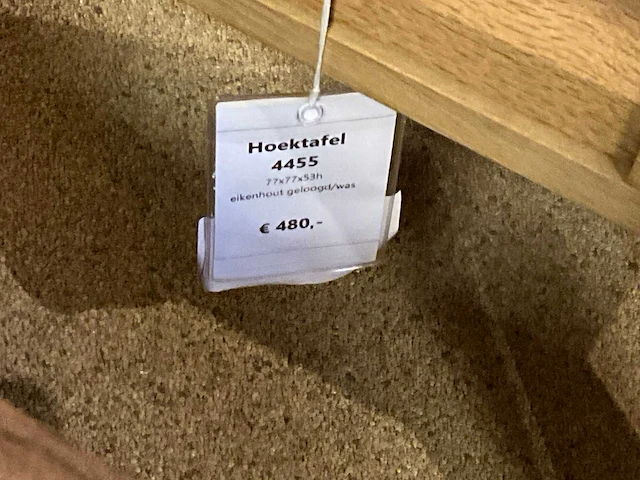 Hoektafel
4455
77x77x53h
eikenhout geloogd/was
€ 480,-